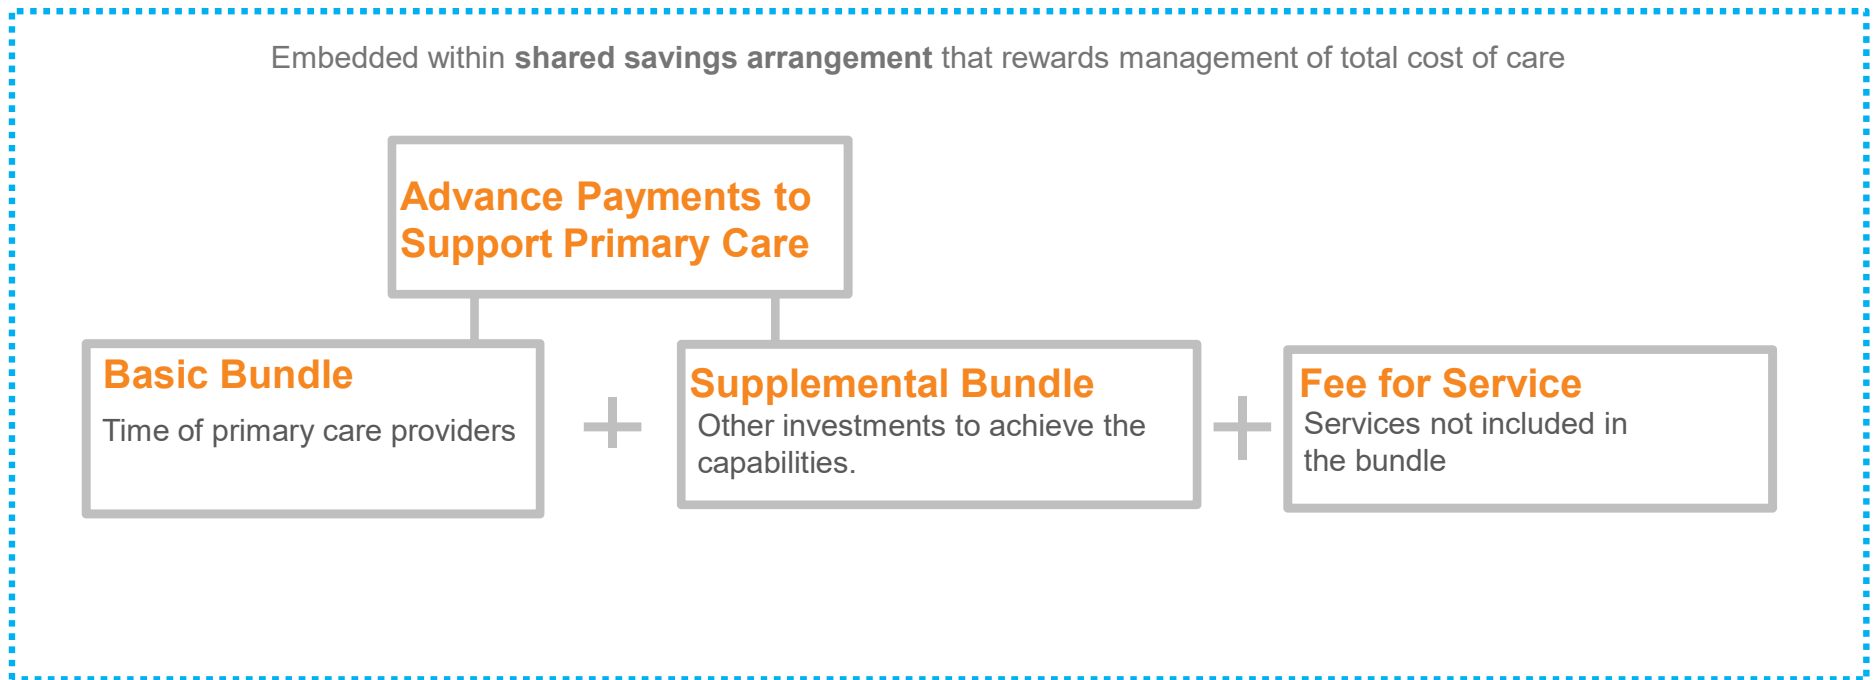 Embedded within shared savings arrangement that rewards management of total cost of care
Advance Payments to
Support Primary Care
Basic Bundle
Time of primary care providers
+
Supplemental Bundle
Other investments to achieve the
capabilities.
+
Fee for Service
Services not included in
the bundle